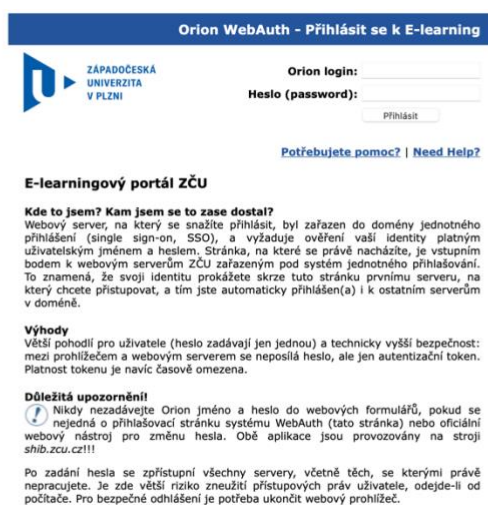 Orion WebAuth - Přihlásit se k E-learning
ZÁPADOČESKÁ
UNIVERZITA
V PLZNI
Orion login:
Heslo (password):
Přihlásit
Potřebujete pomoc? | Need Help?
E-learningový portál ZČU
Kde to jsem? Kam jsem se to zase dostal?
Webový server, na který se snažíte přihlásit, byl zařazen do domény jednotného
přihlášení (single sign-on, SSO), a vyžaduje ověření vaší identity platným
uživatelským jménem a heslem. Stránka, na které se právě nacházíte, je vstupním
bodem k webovým serverům ZČU zařazeným pod systém jednotného přihlašování.
To znamená, že svoji identitu prokážete skrze tuto stránku prvnímu serveru, na
který chcete přistupovat, a tím jste automaticky přihlášen(a) i k ostatním serverům
v doméně.
Výhody
Větší pohodlí pro uživatele (heslo zadávají jen jednou) a technicky vyšší bezpečnost:
mezi prohlížečem a webovým serverem se neposílá heslo, ale jen autentizační token.
Platnost tokenu je navíc časově omezena.
Důležitá upozornění!
Nikdy nezadávejte Orion jméno a heslo do webových formulářů, pokud se
nejedná o přihlašovací stránku systému WebAuth (tato stránka) nebo oficiální
webový nástroj pro změnu hesla. Obě aplikace jsou provozovány na stroji
shib.zcu.cz!!!
Po zadání hesla se zpřístupní všechny servery, včetně těch, se kterými právě
nepracujete. Je zde větší riziko zneužití přístupových práv uživatele, odejde-li od
počítače. Pro bezpečné odhlášení je potřeba ukončit webový prohlížeč.